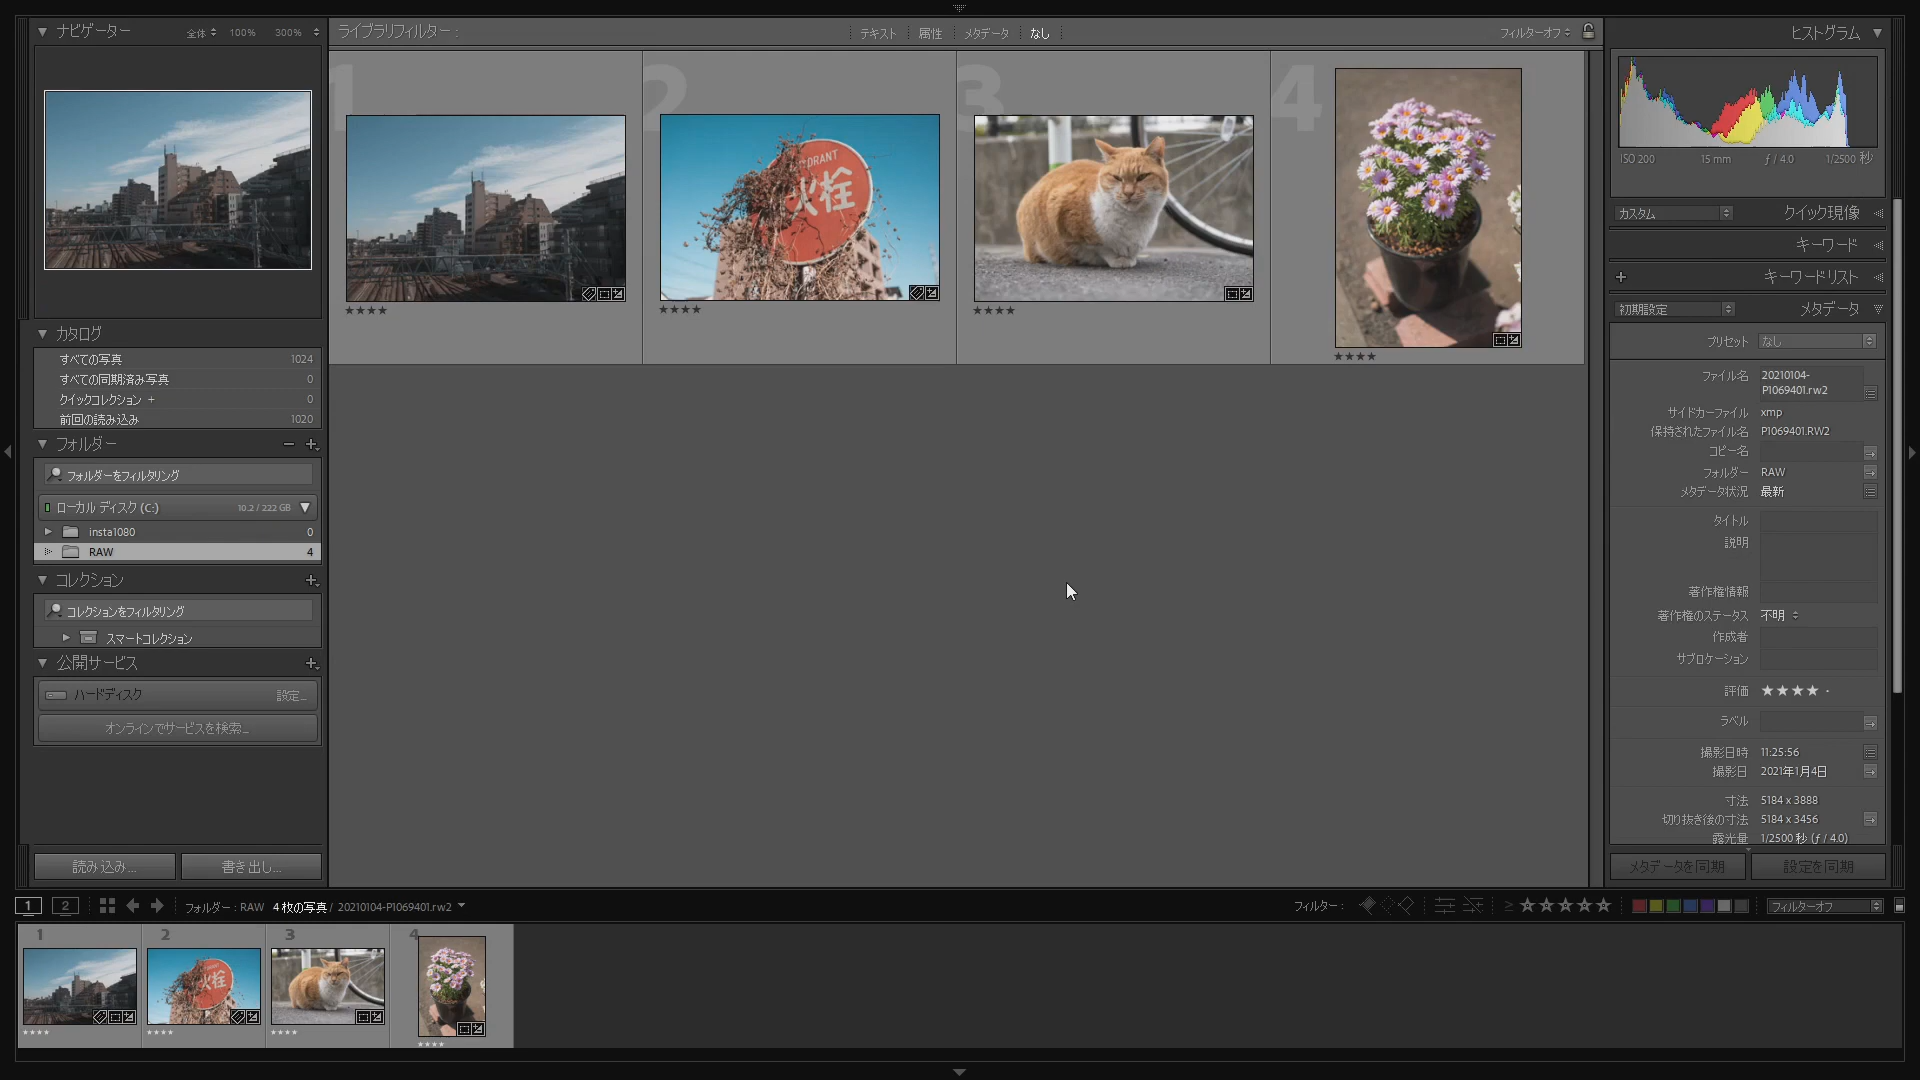 ナビゲーター 全体 100% 300%
ライブラリフィルター :
テキスト 属性 メタデータ なし
フィルターオフ
ヒストグラム
1 2 3 4
DRANT
火栓
★★★★
★★★★
★★★★
★★★★
ISO 200 15 mm ƒ / 4.0 1/2500 秒
カスタム クイック現像
キーワード
+ キーワードリスト
初期設定 メタデータ
プリセット なし
ファイル名 20210104-
P1069401.rw2
サイドカーファイル xmp
保持されたファイル名 P1069401.RW2
コピー名
フォルダー RAW
メタデータ状況 最新
タイトル
説明
著作権情報
著作権のステータス 不明
作成者
サブロケーション
評価 ★★★★ ·
ラベル
撮影日時 11:25:56
撮影日 2021年1月4日
寸法 5184 x 3888
切り抜き後の寸法 5184 x 3456
露光量 1/2500 秒 (ƒ / 4.0)
メタデータを同期 設定を同期
カタログ
すべての写真 1024
すべての同期済み写真 0
クイックコレクション + 0
前回の読み込み 1020
フォルダー − +
フォルダーをフィルタリング
ローカル ディスク (C:) 10.2 / 222 GB
insta1080 0
RAW 4
コレクション +
コレクションをフィルタリング
スマートコレクション
公開サービス +
ハードディスク 設定...
オンラインでサービスを検索...
読み込み... 書き出し...
1 2 フォルダー : RAW 4 枚の写真 / 20210104-P1069401.rw2
フィルター : ≥ ★★★★★ フィルターオフ
1 2 3 4
火栓
★★★★
★★★★
★★★★
★★★★